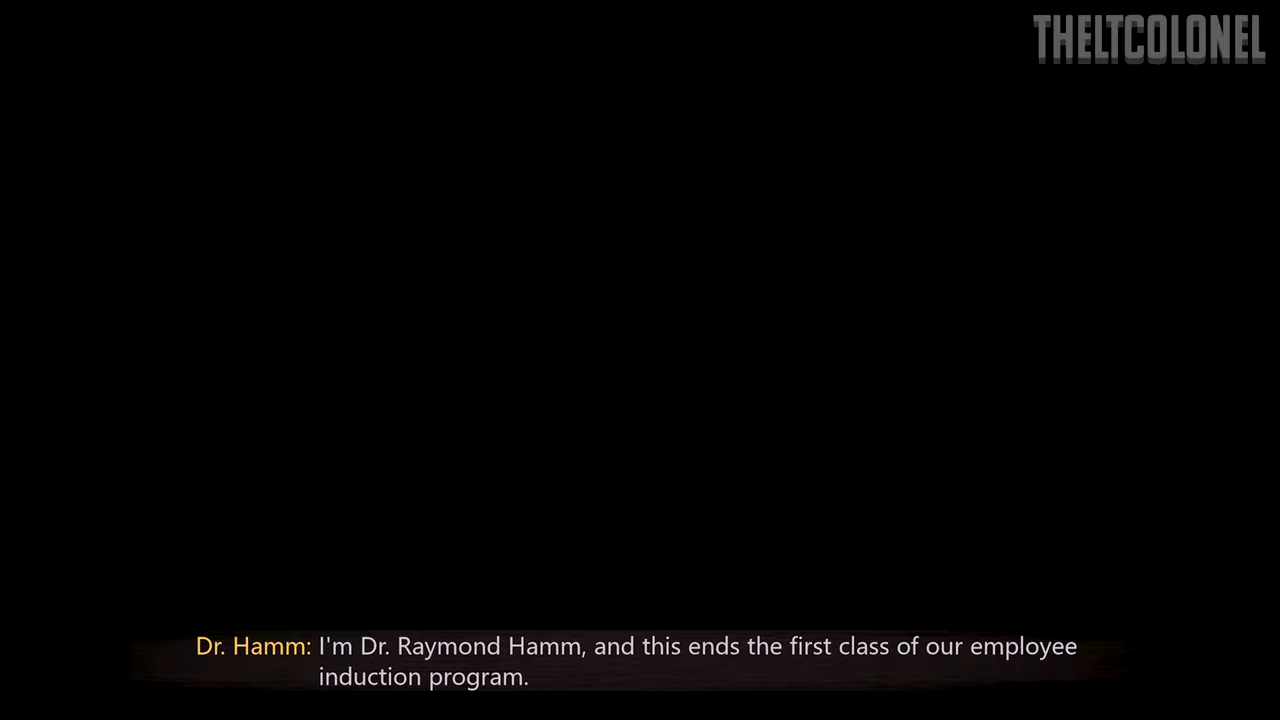 THELTCOLONEL
Dr. Hamm: I'm Dr. Raymond Hamm, and this ends the first class of our employee
induction program.